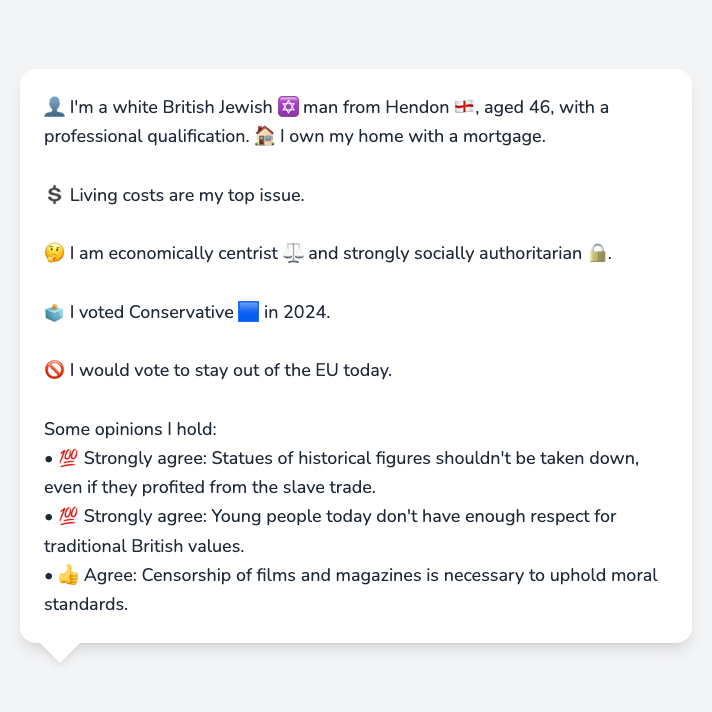 👤 I'm a white British Jewish ✡️ man from Hendon 🏴󠁧󠁢󠁥󠁮󠁧󠁿, aged 46, with a
professional qualification. 🏠 I own my home with a mortgage.
💲 Living costs are my top issue.
🤔 I am economically centrist ⚖️ and strongly socially authoritarian 🔒.
🗳️ I voted Conservative 🟦 in 2024.
🚫 I would vote to stay out of the EU today.
Some opinions I hold:
• 💯 Strongly agree: Statues of historical figures shouldn't be taken down,
even if they profited from the slave trade.
• 💯 Strongly agree: Young people today don't have enough respect for
traditional British values.
• 👍 Agree: Censorship of films and magazines is necessary to uphold moral
standards.